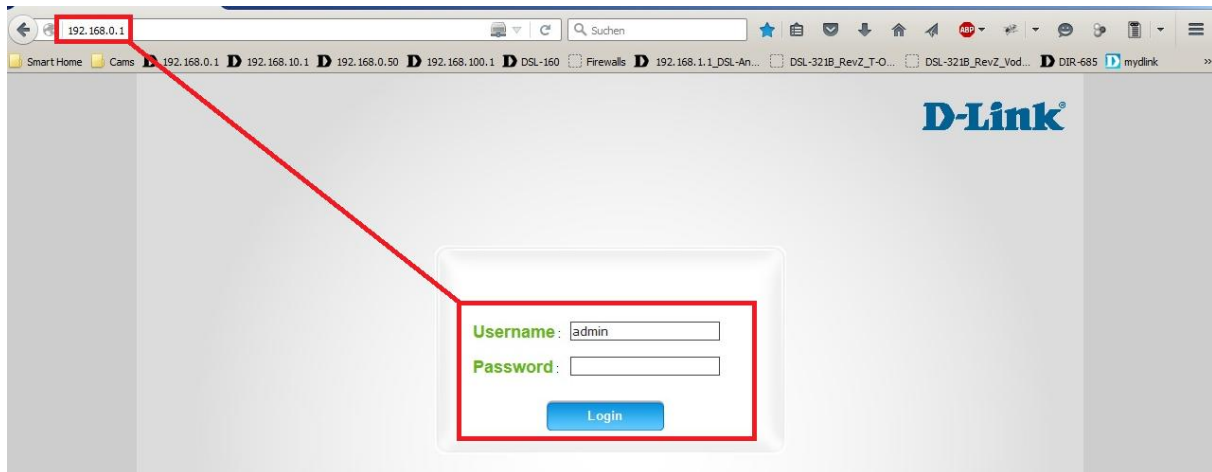 192.168.0.1 Suchen ABP
Smart Home Cams 192.168.0.1 192.168.10.1 192.168.0.50 192.168.100.1 DSL-160 Firewalls 192.168.1.1_DSL-An... DSL-321B_RevZ_T-O... DSL-321B_RevZ_Vod... DIR-685 mydlink »
D-Link®
Username : admin
Password :
Login